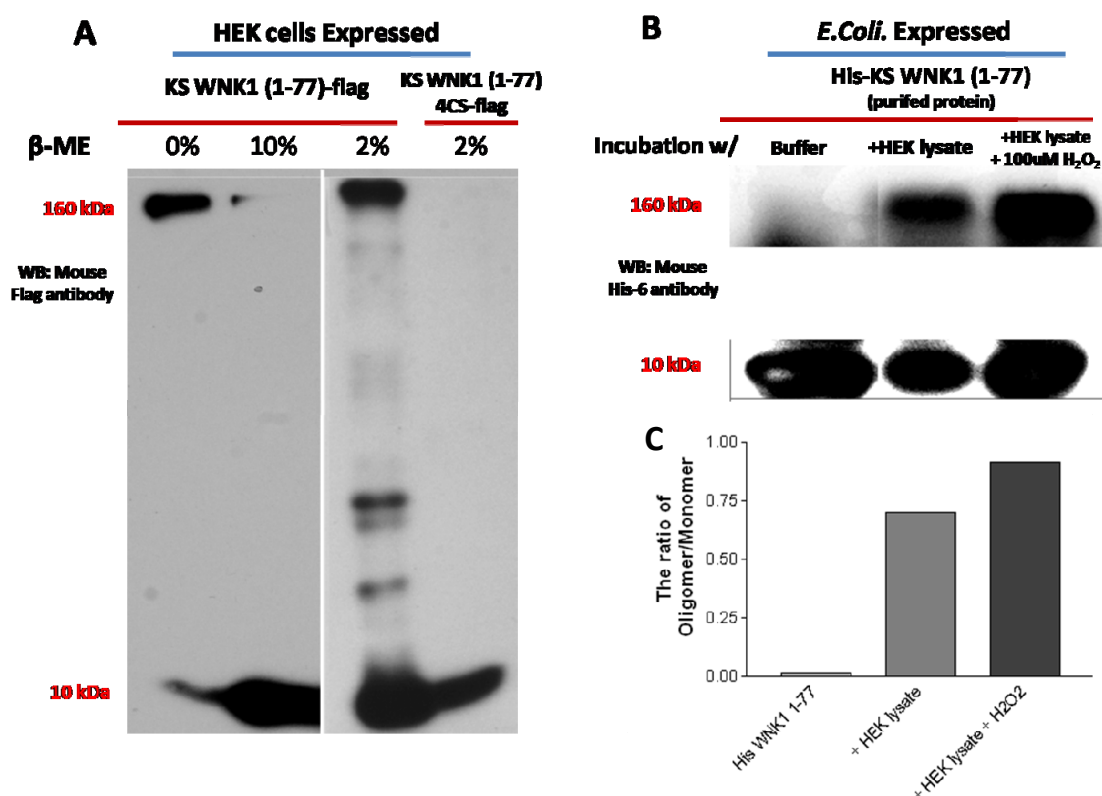 A
HEK cells Expressed
KS WNK1 (1-77)-flag
KS WNK1 (1-77)
4CS-flag
β-ME 0% 10% 2% 2%
160 kDa
WB: Mouse
Flag antibody
10 kDa
B
E.Coli. Expressed
His-KS WNK1 (1-77)
(purifed protein)
Incubation w/ Buffer +HEK lysate +HEK lysate
+ 100uM H₂O₂
160 kDa
WB: Mouse
His-6 antibody
10 kDa
C
The ratio of
Oligomer/Monomer
1.00
0.75
0.50
0.25
0.00
His WNK1 1-77
+ HEK lysate
+ HEK lysate + H2O2